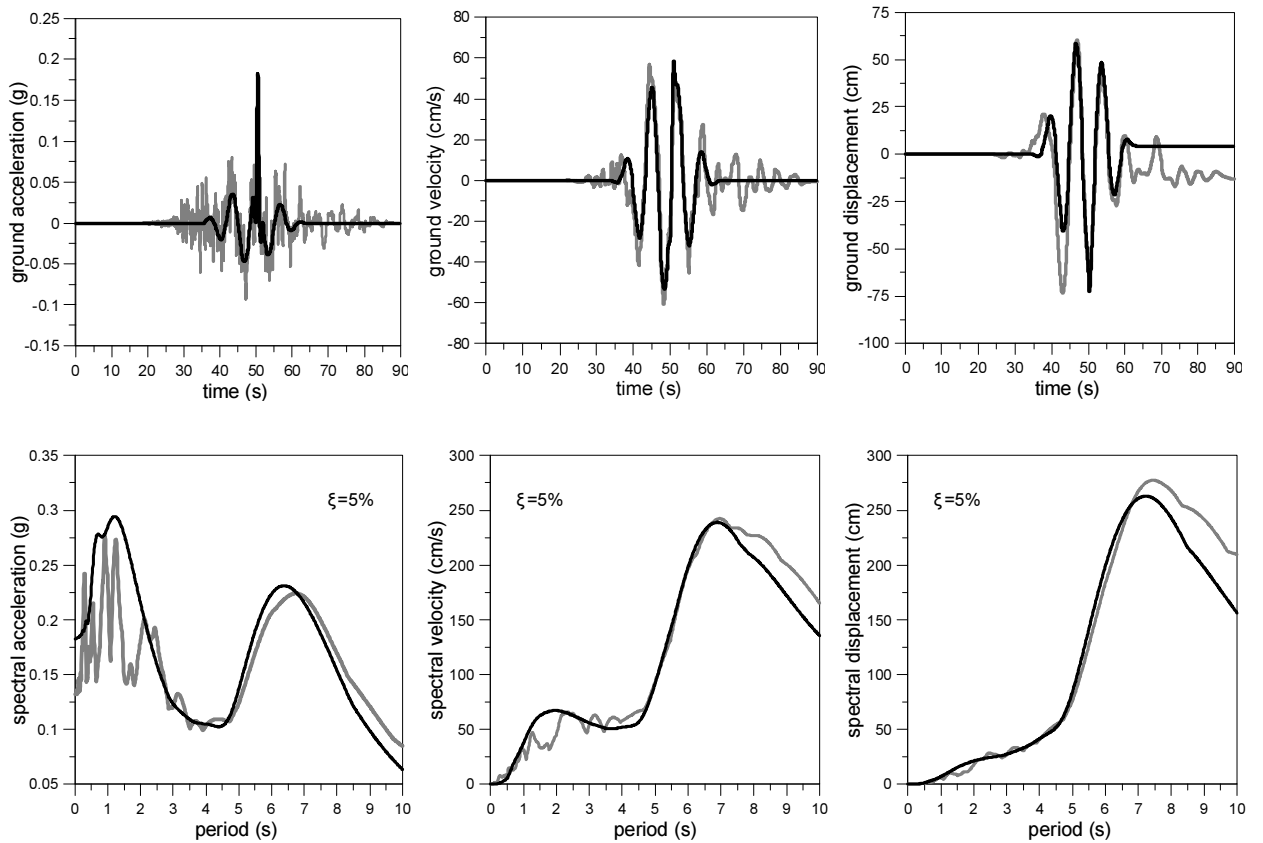 ground acceleration (g)
0.25
0.2
0.15
0.1
0.05
0
-0.05
-0.1
-0.15
0 10 20 30 40 50 60 70 80 90
time (s)
ground velocity (cm/s)
80
60
40
20
0
-20
-40
-60
-80
0 10 20 30 40 50 60 70 80 90
time (s)
ground displacement (cm)
75
50
25
0
-25
-50
-75
-100
0 10 20 30 40 50 60 70 80 90
time (s)
spectral acceleration (g)
0.35
0.3
0.25
0.2
0.15
0.1
0.05
ξ=5%
0 1 2 3 4 5 6 7 8 9 10
period (s)
spectral velocity (cm/s)
300
250
200
150
100
50
0
ξ=5%
0 1 2 3 4 5 6 7 8 9 10
period (s)
spectral displacement (cm)
300
250
200
150
100
50
0
ξ=5%
0 1 2 3 4 5 6 7 8 9 10
period (s)